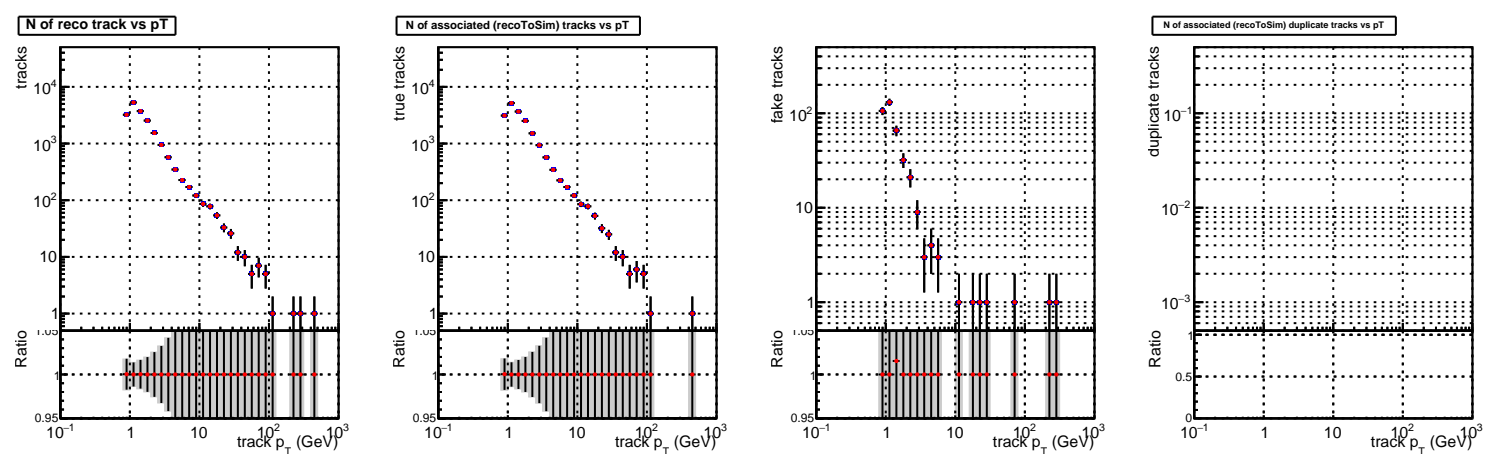 N of reco track vs pT
tracks
10^4
10^3
10^2
10
1
Ratio
1.05
1
0.95
10^-1 1 10 10^2 10^3
track p_T (GeV)
N of associated (recoToSim) tracks vs pT
true tracks
10^4
10^3
10^2
10
1
Ratio
1.05
1
0.95
10^-1 1 10 10^2 10^3
track p_T (GeV)
fake tracks
10^2
10
1
Ratio
1.05
1
0.95
10^-1 1 10 10^2 10^3
track p_T (GeV)
N of associated (recoToSim) duplicate tracks vs pT
duplicate tracks
10^-1
10^-2
10^-3
Ratio
1
0.5
0
10^-1 1 10 10^2 10^3
track p_T (GeV)